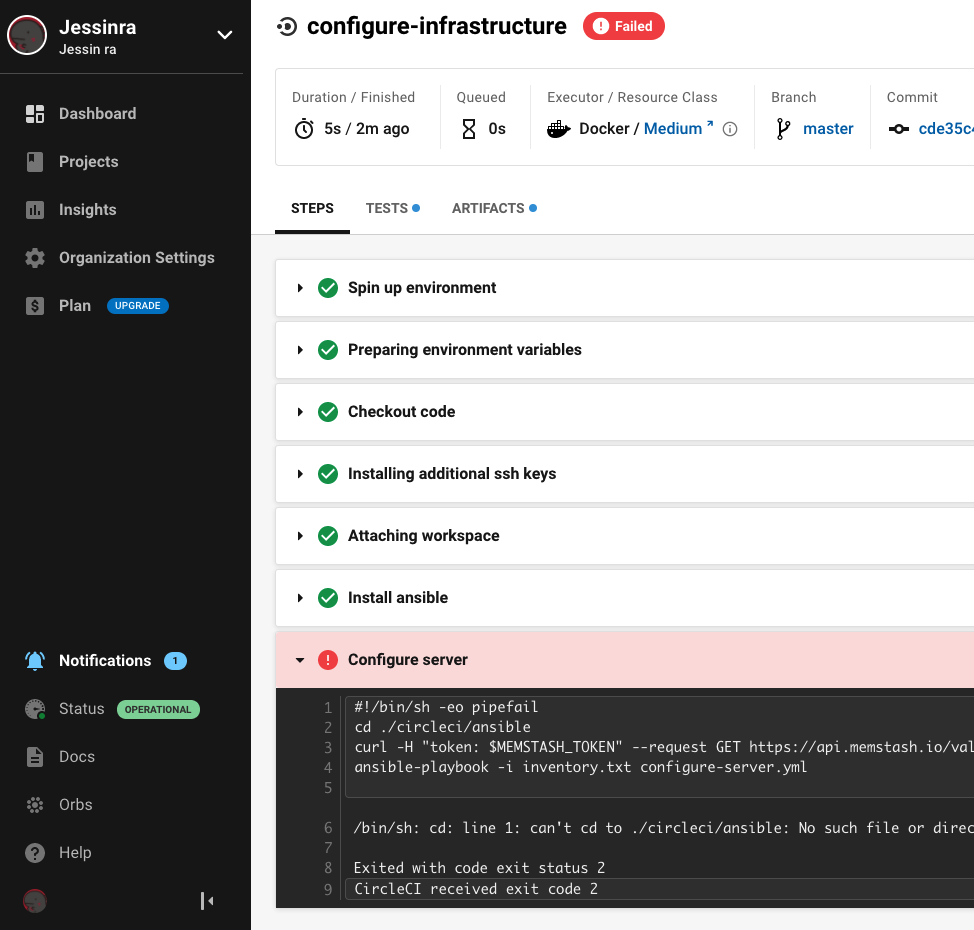 Jessinra
Jessin ra
Dashboard
Projects
Insights
Organization Settings
Plan UPGRADE
Notifications 1
Status OPERATIONAL
Docs
Orbs
Help
configure-infrastructure Failed
Duration / Finished
5s / 2m ago
Queued
0s
Executor / Resource Class
Docker / Medium
Branch
master
Commit
cde35c4
STEPS TESTS ARTIFACTS
Spin up environment
Preparing environment variables
Checkout code
Installing additional ssh keys
Attaching workspace
Install ansible
Configure server
1 #!/bin/sh -eo pipefail
2 cd ./circleci/ansible
3 curl -H "token: $MEMSTASH_TOKEN" --request GET https://api.memstash.io/val
4 ansible-playbook -i inventory.txt configure-server.yml
5
6 /bin/sh: cd: line 1: can't cd to ./circleci/ansible: No such file or direc
7
8 Exited with code exit status 2
9 CircleCI received exit code 2